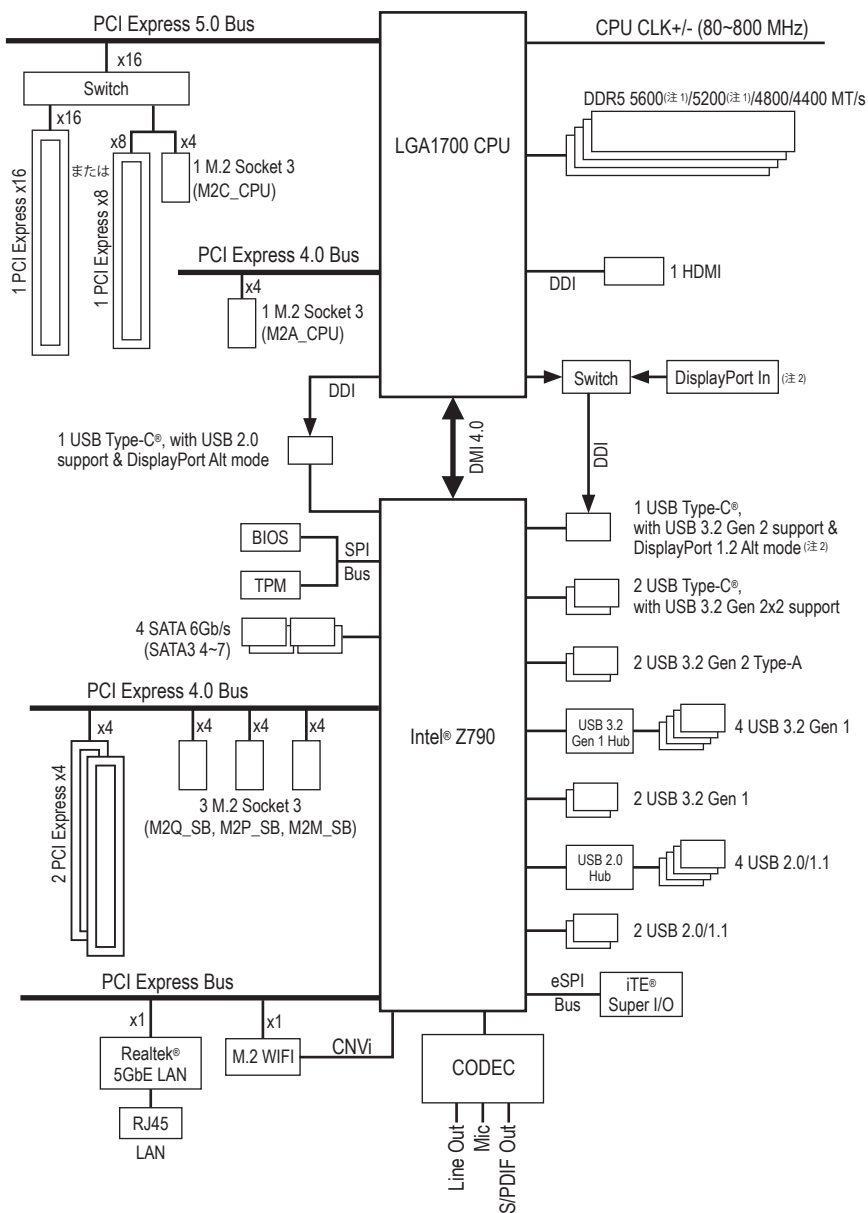 PCI Express 5.0 Bus
CPU CLK+/- (80~800 MHz)
x16
Switch
x16
x8
x4
または
1 PCI Express x16
1 PCI Express x8
1 M.2 Socket 3
(M2C_CPU)
LGA1700 CPU
DDR5 5600(注 1)/5200(注 1)/4800/4400 MT/s
PCI Express 4.0 Bus
x4
1 M.2 Socket 3
(M2A_CPU)
DDI
1 HDMI
DDI
Switch
DisplayPort In (注 2)
DMI 4.0
DDI
1 USB Type-C®, with USB 2.0
support & DisplayPort Alt mode
1 USB Type-C®,
with USB 3.2 Gen 2 support &
DisplayPort 1.2 Alt mode (注 2)
BIOS
TPM
SPI
Bus
2 USB Type-C®,
with USB 3.2 Gen 2x2 support
4 SATA 6Gb/s
(SATA3 4~7)
2 USB 3.2 Gen 2 Type-A
PCI Express 4.0 Bus
x4
x4
x4
x4
2 PCI Express x4
3 M.2 Socket 3
(M2Q_SB, M2P_SB, M2M_SB)
Intel® Z790
USB 3.2
Gen 1 Hub
4 USB 3.2 Gen 1
2 USB 3.2 Gen 1
USB 2.0
Hub
4 USB 2.0/1.1
2 USB 2.0/1.1
PCI Express Bus
eSPI
Bus
iTE®
Super I/O
x1
x1
Realtek®
5GbE LAN
M.2 WIFI
CNVi
CODEC
RJ45
LAN
Line Out
Mic
S/PDIF Out